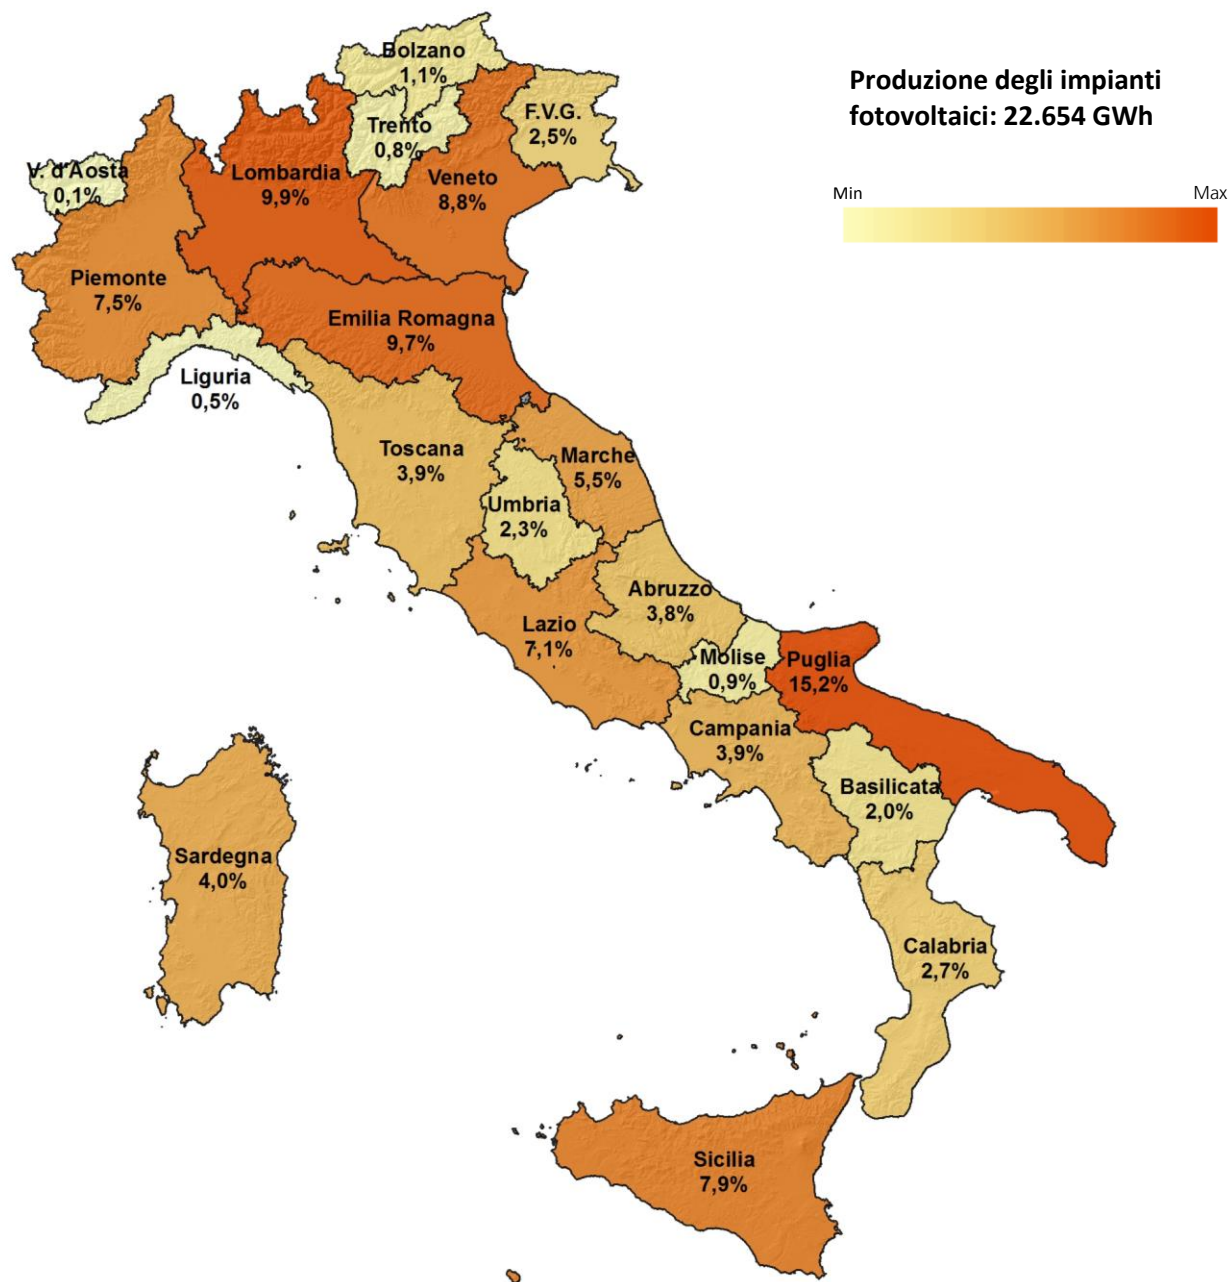 Produzione degli impianti
fotovoltaici: 22.654 GWh
Min
Max
Bolzano
1,1%
Trento
0,8%
F.V.G.
2,5%
V. d'Aosta
0,1%
Lombardia
9,9%
Veneto
8,8%
Piemonte
7,5%
Emilia Romagna
9,7%
Liguria
0,5%
Toscana
3,9%
Marche
5,5%
Umbria
2,3%
Abruzzo
3,8%
Lazio
7,1%
Molise
0,9%
Puglia
15,2%
Campania
3,9%
Basilicata
2,0%
Sardegna
4,0%
Calabria
2,7%
Sicilia
7,9%